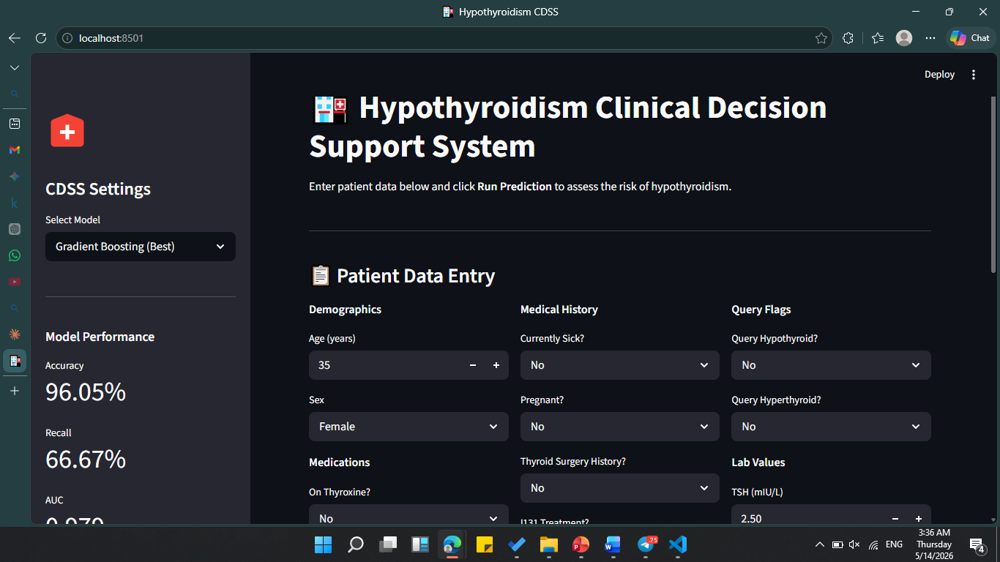 Hypothyroidism CDSS
localhost:8501
Chat
Deploy
CDSS Settings
Select Model
Gradient Boosting (Best)
Model Performance
Accuracy
96.05%
Recall
66.67%
AUC
0.979
Hypothyroidism Clinical Decision
Support System
Enter patient data below and click Run Prediction to assess the risk of hypothyroidism.
Patient Data Entry
Demographics
Age (years)
35
Sex
Female
Medications
On Thyroxine?
No
Medical History
Currently Sick?
No
Pregnant?
No
Thyroid Surgery History?
No
I131 Treatment?
Query Flags
Query Hypothyroid?
No
Query Hyperthyroid?
No
Lab Values
TSH (mIU/L)
2.50
.75
ENG
3:36 AM
Thursday
5/14/2026
4